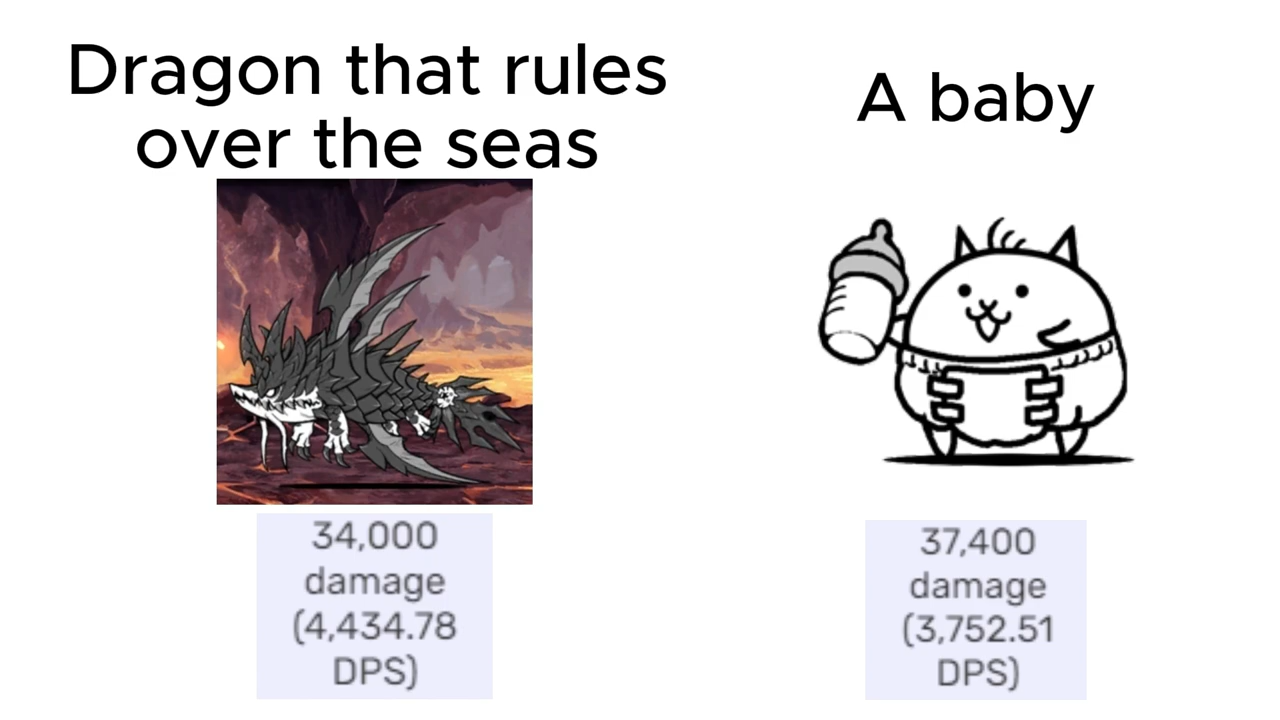 Dragon that rules
over the seas
34,000
damage
(4,434.78
DPS)
A baby
37,400
damage
(3,752.51
DPS)